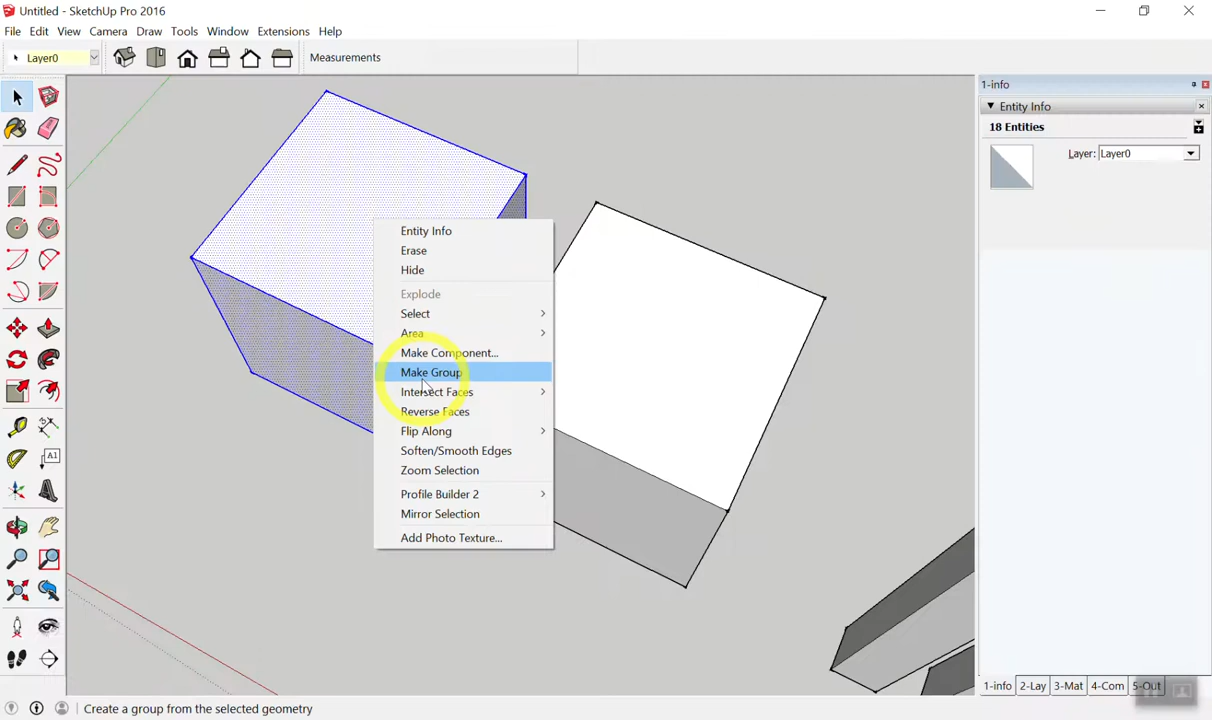 Untitled - SketchUp Pro 2016
File Edit View Camera Draw Tools Window Extensions Help
Layer0
Measurements
1-info
Entity Info
18 Entities
Layer: Layer0
Entity Info
Erase
Hide
Explode
Select
Area
Make Component...
Make Group
Intersect Faces
Reverse Faces
Flip Along
Soften/Smooth Edges
Zoom Selection
Profile Builder 2
Mirror Selection
Add Photo Texture...
A1
1-info 2-Lay 3-Mat 4-Com 5-Out
Create a group from the selected geometry